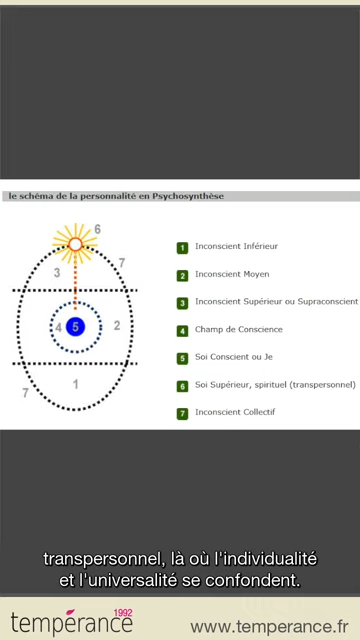 le schéma de la personnalité en Psychosynthèse
6
7
3
4
5
2
1
7
1 Inconscient Inférieur
2 Inconscient Moyen
3 Inconscient Supérieur ou Supraconscient
4 Champ de Conscience
5 Soi Conscient ou Je
6 Soi Supérieur, spirituel (transpersonnel)
7 Inconscient Collectif
transpersonnel, là où l'individualité
et l'universalité se confondent.
1992
tempérance
www.temperance.fr